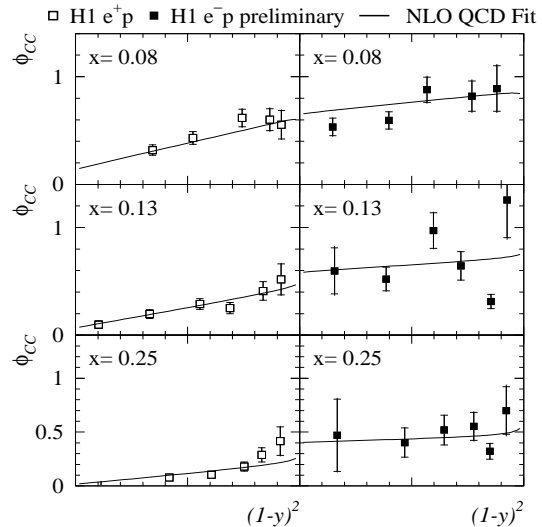 H1 e⁺p H1 e⁻p preliminary NLO QCD Fit
ϕCC
1
0
x= 0.08
x= 0.08
ϕCC
1
0
x= 0.13
x= 0.13
ϕCC
1
0.5
0
x= 0.25
x= 0.25
(1-y)² (1-y)²